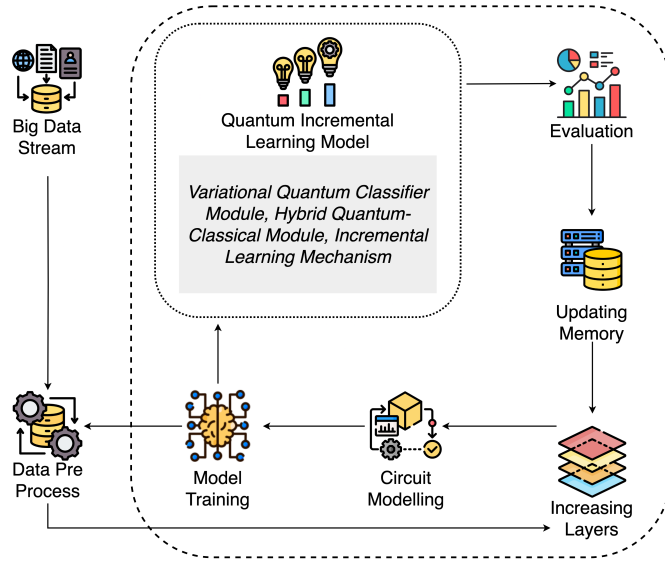 Big Data
Stream
Quantum Incremental
Learning Model
Variational Quantum Classifier
Module, Hybrid Quantum-
Classical Module, Incremental
Learning Mechanism
Evaluation
Updating
Memory
Data Pre
Process
Model
Training
Circuit
Modelling
Increasing
Layers